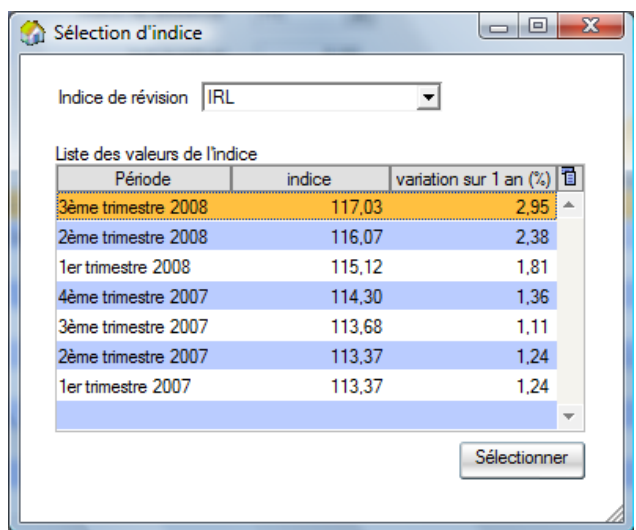 Sélection d'indice
Indice de révision IRL
Liste des valeurs de l'indice
Période indice variation sur 1 an (%)
3ème trimestre 2008 117,03 2,95
2ème trimestre 2008 116,07 2,38
1er trimestre 2008 115,12 1,81
4ème trimestre 2007 114,30 1,36
3ème trimestre 2007 113,68 1,11
2ème trimestre 2007 113,37 1,24
1er trimestre 2007 113,37 1,24
Sélectionner